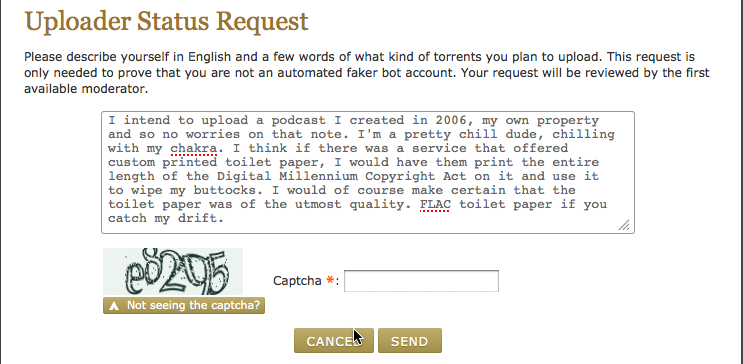 Uploader Status Request
Please describe yourself in English and a few words of what kind of torrents you plan to upload. This request is
only needed to prove that you are not an automated faker bot account. Your request will be reviewed by the first
available moderator.
I intend to upload a podcast I created in 2006, my own property
and so no worries on that note. I'm a pretty chill dude, chilling
with my chakra. I think if there was a service that offered
custom printed toilet paper, I would have them print the entire
length of the Digital Millennium Copyright Act on it and use it
to wipe my buttocks. I would of course make certain that the
toilet paper was of the utmost quality. FLAC toilet paper if you
catch my drift.
Captcha *:
Not seeing the captcha?
CANCEL SEND